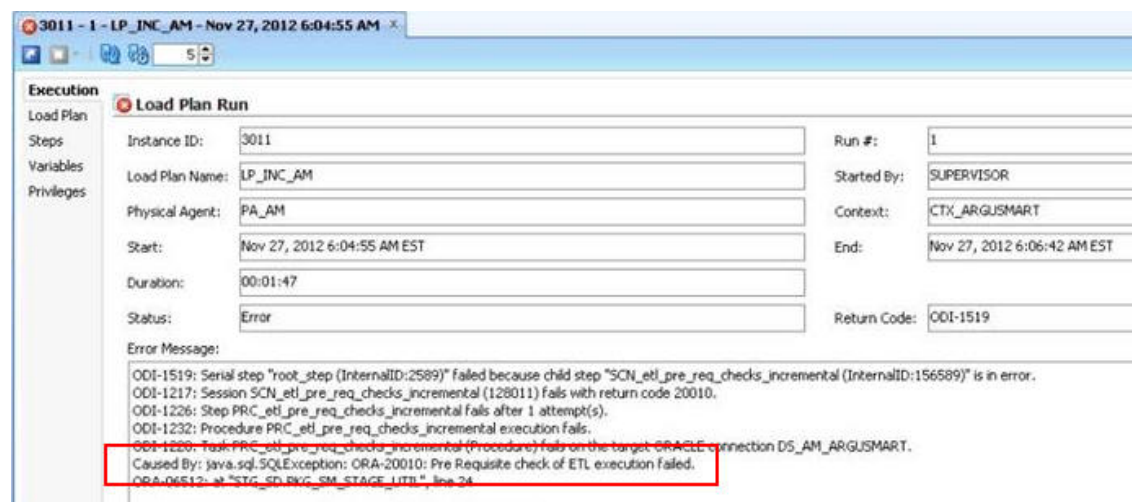 3011 - 1 - LP_INC_AM - Nov 27, 2012 6:04:55 AM ×
5
Execution
Load Plan
Steps
Variables
Privileges
Load Plan Run
Instance ID: 3011 Run #: 1
Load Plan Name: LP_INC_AM Started By: SUPERVISOR
Physical Agent: PA_AM Context: CTX_ARGUSMART
Start: Nov 27, 2012 6:04:55 AM EST End: Nov 27, 2012 6:06:42 AM EST
Duration: 00:01:47
Status: Error Return Code: ODI-1519
Error Message:
ODI-1519: Serial step "root_step (InternalID:2589)" failed because child step "SCN_etl_pre_req_checks_incremental (InternalID:156589)" is in error.
ODI-1217: Session SCN_etl_pre_req_checks_incremental (128011) fails with return code 20010.
ODI-1226: Step PRC_etl_pre_req_checks_incremental fails after 1 attempt(s).
ODI-1232: Procedure PRC_etl_pre_req_checks_incremental execution fails.
ODI-1228: Task PRC_etl_pre_req_checks_incremental (Procedure) fails on the target ORACLE connection DS_AM_ARGUSMART.
Caused By: java.sql.SQLException: ORA-20010: Pre Requisite check of ETL execution failed.
ORA-06512: at "STG_SD.PKG_SM_STAGE_UTIL", line 24